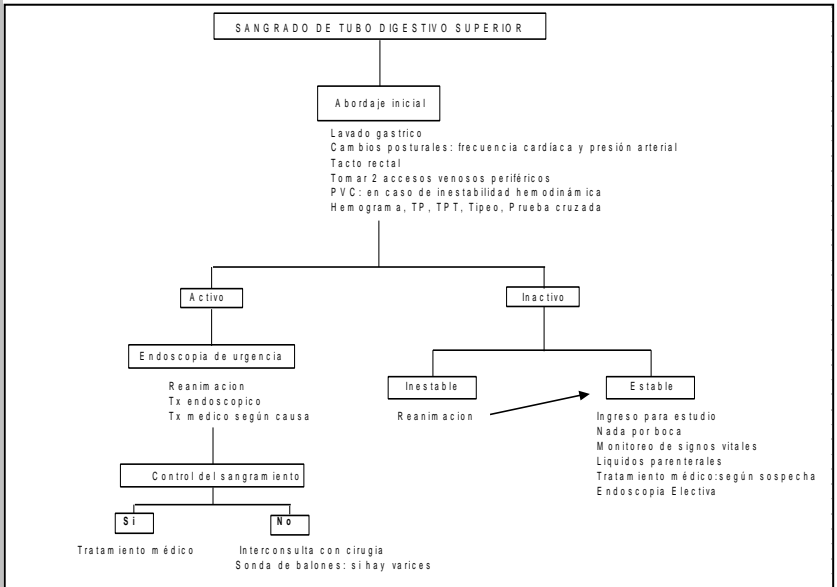 SANGRADO DE TUBO DIGESTIVO SUPERIOR
Abordaje inicial
Lavado gastrico
Cambios posturales: frecuencia cardíaca y presión arterial
Tacto rectal
Tomar 2 accesos venosos periféricos
PVC: en caso de inestabilidad hemodinámica
Hemograma, TP, TPT, Tipeo, Prueba cruzada
Activo
Inactivo
Endoscopia de urgencia
Reanimacion
Tx endoscopico
Tx medico según causa
Inestable
Reanimacion
Estable
Ingreso para estudio
Nada por boca
Monitoreo de signos vitales
Liquidos parenterales
Tratamiento médico:según sospecha
Endoscopia Electiva
Control del sangramiento
Si
Tratamiento médico
No
Interconsulta con cirugia
Sonda de balones: si hay varices